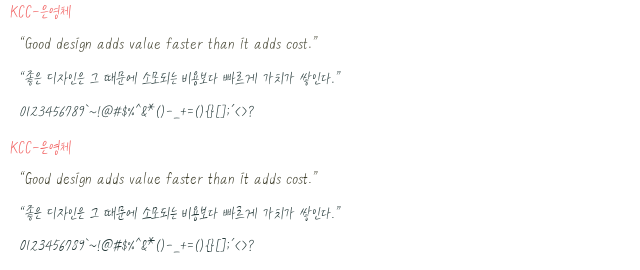 KCC-은영체
“Good design adds value faster than it adds cost.”
“좋은 디자인은 그 때문에 소모되는 비용보다 빠르게 가치가 쌓인다.”
0123456789`~!@#$%^&*()-_+=(){}[];´<>?
KCC-은영체
“Good design adds value faster than it adds cost.”
“좋은 디자인은 그 때문에 소모되는 비용보다 빠르게 가치가 쌓인다.”
0123456789`~!@#$%^&*()-_+=(){}[];´<>?